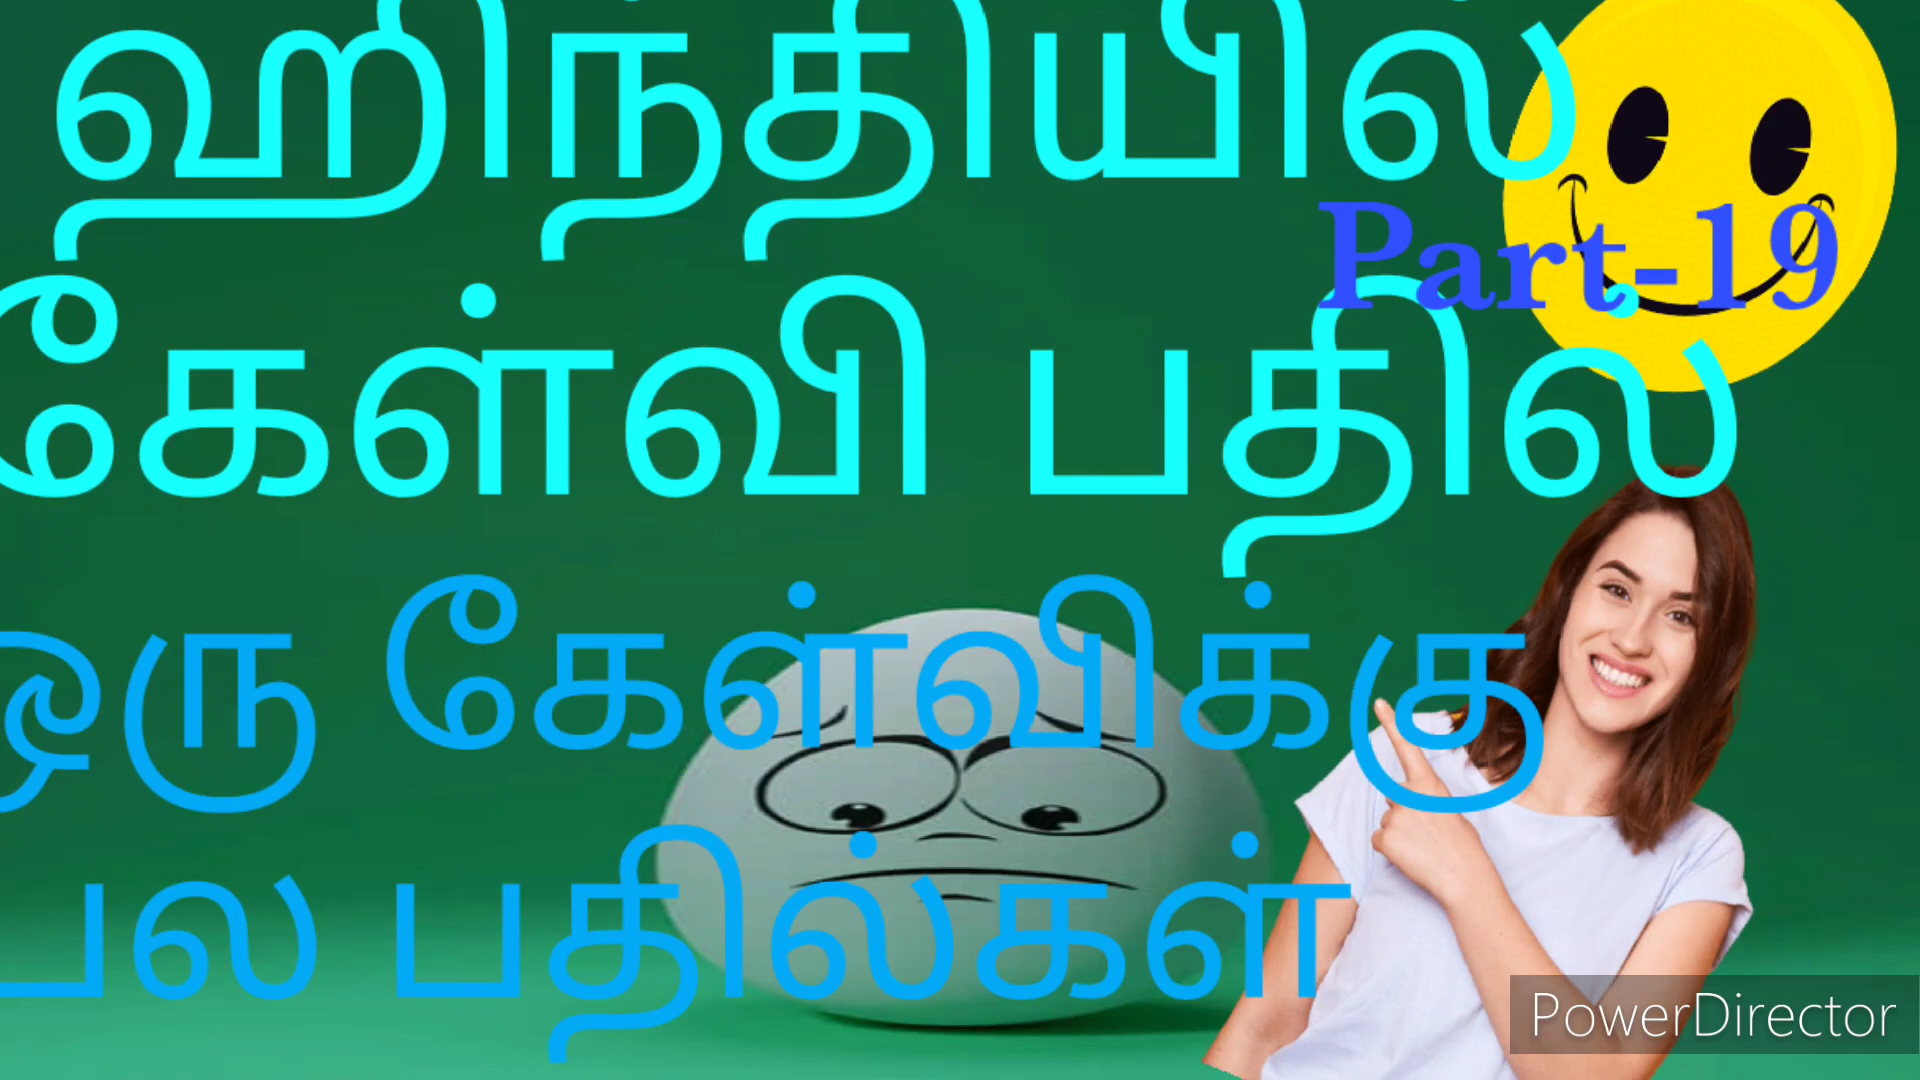 ஹிந்தியில்
Part-19
கேள்வி பதில்
ஒரு கேள்விக்கு
பல பதில்கள்
PowerDirector